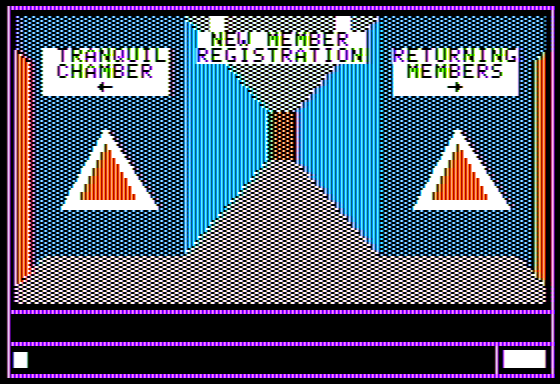 TRANQUIL
CHAMBER
←
NEW MEMBER
REGISTRATION
RETURNING
MEMBERS
→